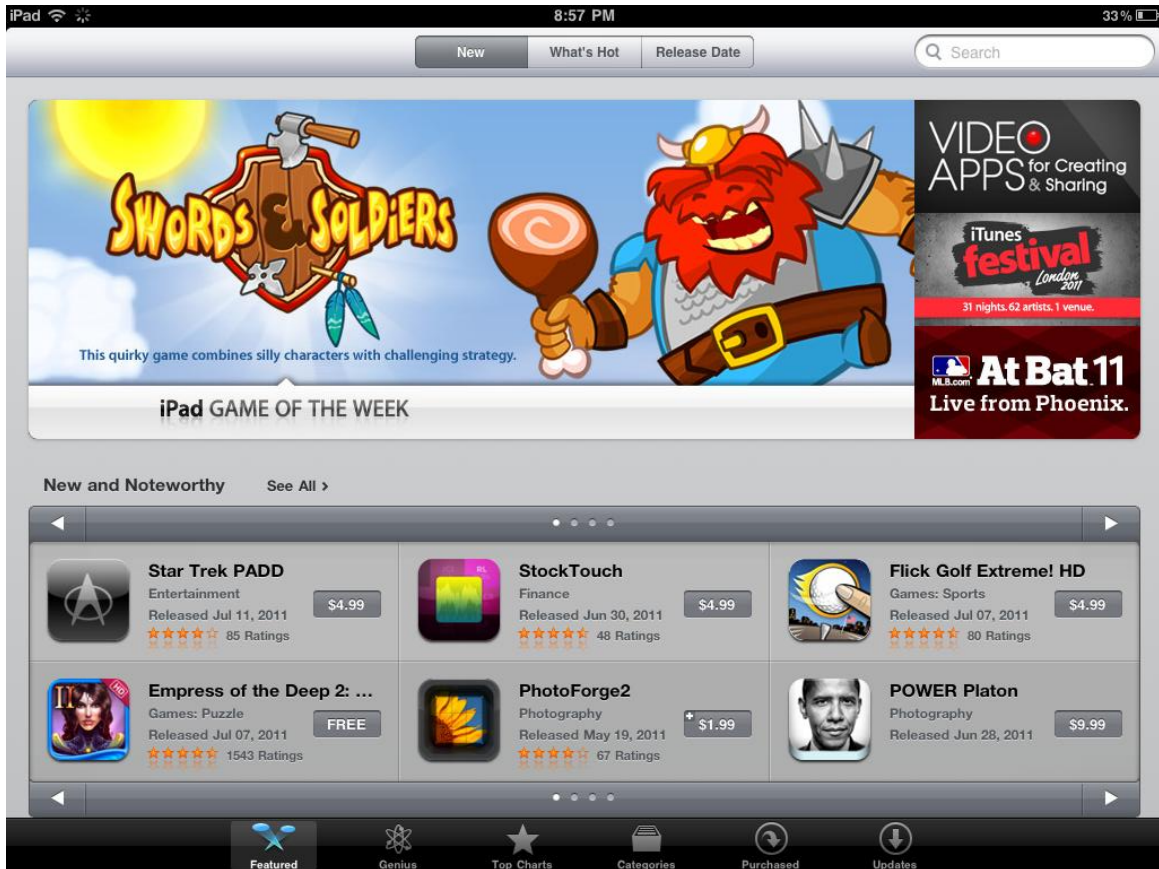 iPad 8:57 PM 33%
New What's Hot Release Date Search
SWORDS & SOLDIERS
This quirky game combines silly characters with challenging strategy.
iPad GAME OF THE WEEK
VIDEO
APPS for Creating
& Sharing
iTunes
festival
London
2011
31 nights. 62 artists. 1 venue.
MLB.com At Bat 11
Live from Phoenix.
New and Noteworthy See All >
Star Trek PADD
Entertainment
Released Jul 11, 2011
85 Ratings
$4.99
RL
StockTouch
Finance
Released Jun 30, 2011
48 Ratings
$4.99
Flick Golf Extreme! HD
Games: Sports
Released Jul 07, 2011
80 Ratings
$4.99
II HD
Empress of the Deep 2: ...
Games: Puzzle
Released Jul 07, 2011
1543 Ratings
FREE
PhotoForge2
Photography
Released May 19, 2011
67 Ratings
+ $1.99
POWER Platon
Photography
Released Jun 28, 2011
$9.99
Featured Genius Top Charts Categories Purchased Updates